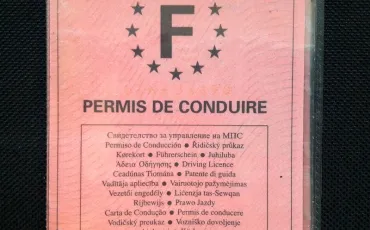 F
PERMIS DE CONDUIRE
Свидетелство за управление на МПС
Permiso de Conducción ● Řidičský průkaz
Kørekort ● Führerschein ● Juhiluba
Άδεια Οδήγησης ● Driving Licence
Ceadúnas Tiomána ● Patente di guida
Vadītāja apliecība ● Vairuotojo pažymėjimas
Vezetői engedély ● Liċenzja tas-Sewqan
Rijbewijs ● Prawo Jazdy
Carta de Condução ● Permis de conducere
Vodičský preukaz ● Vozniško dovoljenje